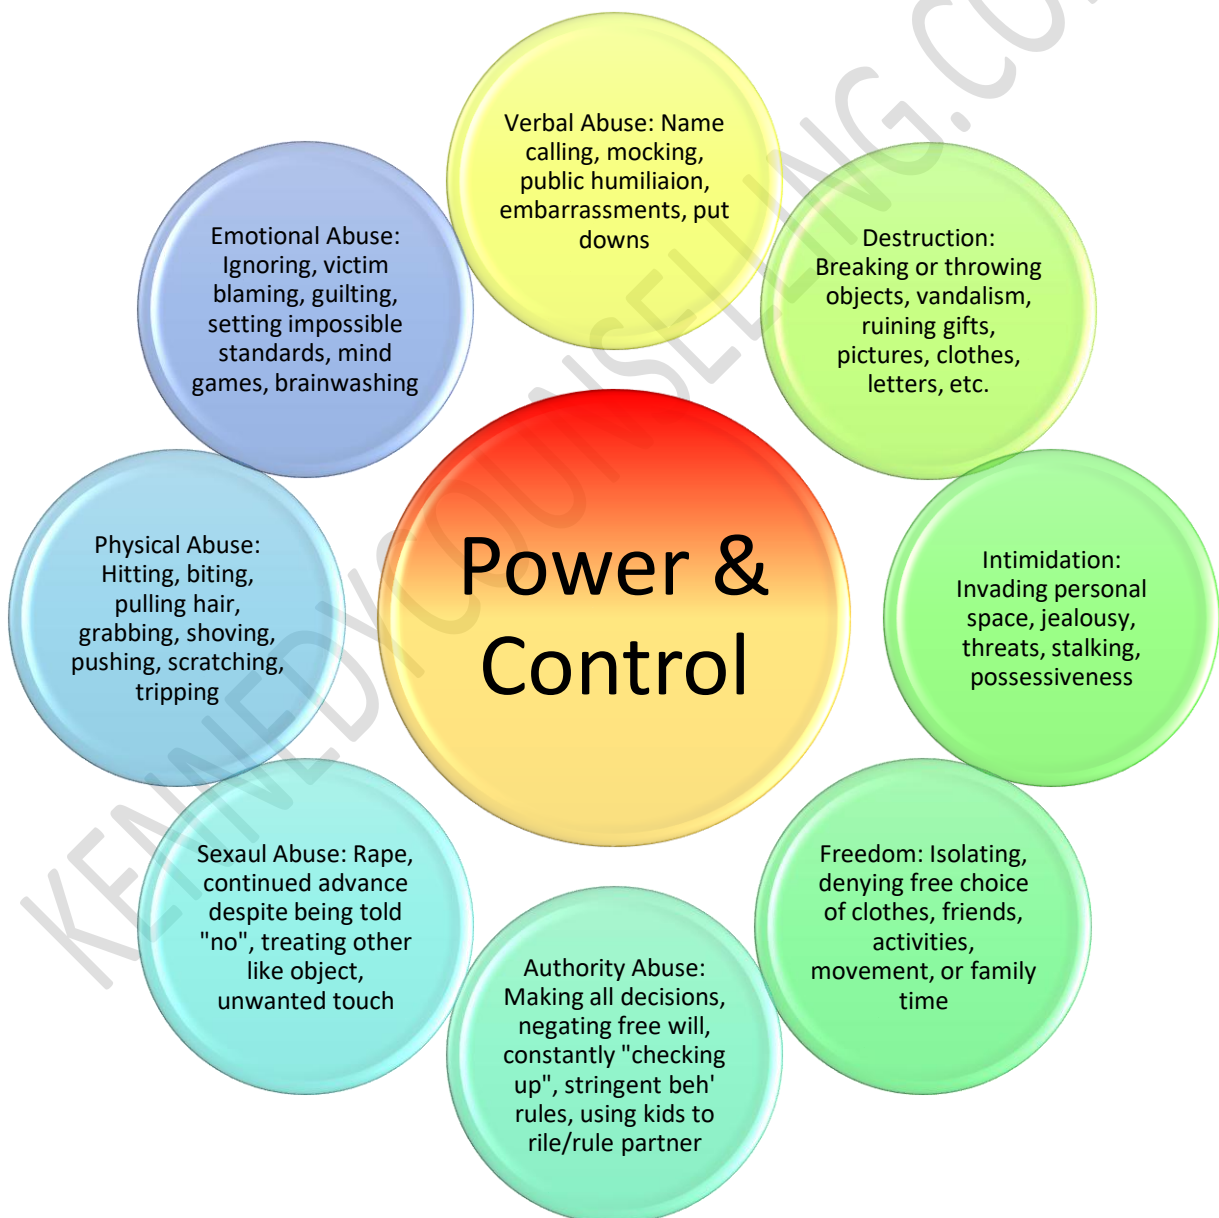 Verbal Abuse: Name
calling, mocking,
public humiliaion,
embarrassments, put
downs
Destruction:
Breaking or throwing
objects, vandalism,
ruining gifts,
pictures, clothes,
letters, etc.
Intimidation:
Invading personal
space, jealousy,
threats, stalking,
possessiveness
Freedom: Isolating,
denying free choice
of clothes, friends,
activities,
movement, or family
time
Authority Abuse:
Making all decisions,
negating free will,
constantly "checking
up", stringent beh'
rules, using kids to
rile/rule partner
Sexaul Abuse: Rape,
continued advance
despite being told
"no", treating other
like object,
unwanted touch
Physical Abuse:
Hitting, biting,
pulling hair,
grabbing, shoving,
pushing, scratching,
tripping
Emotional Abuse:
Ignoring, victim
blaming, guilting,
setting impossible
standards, mind
games, brainwashing
Power &
Control
KENNEDYCOUNSELLING.CO